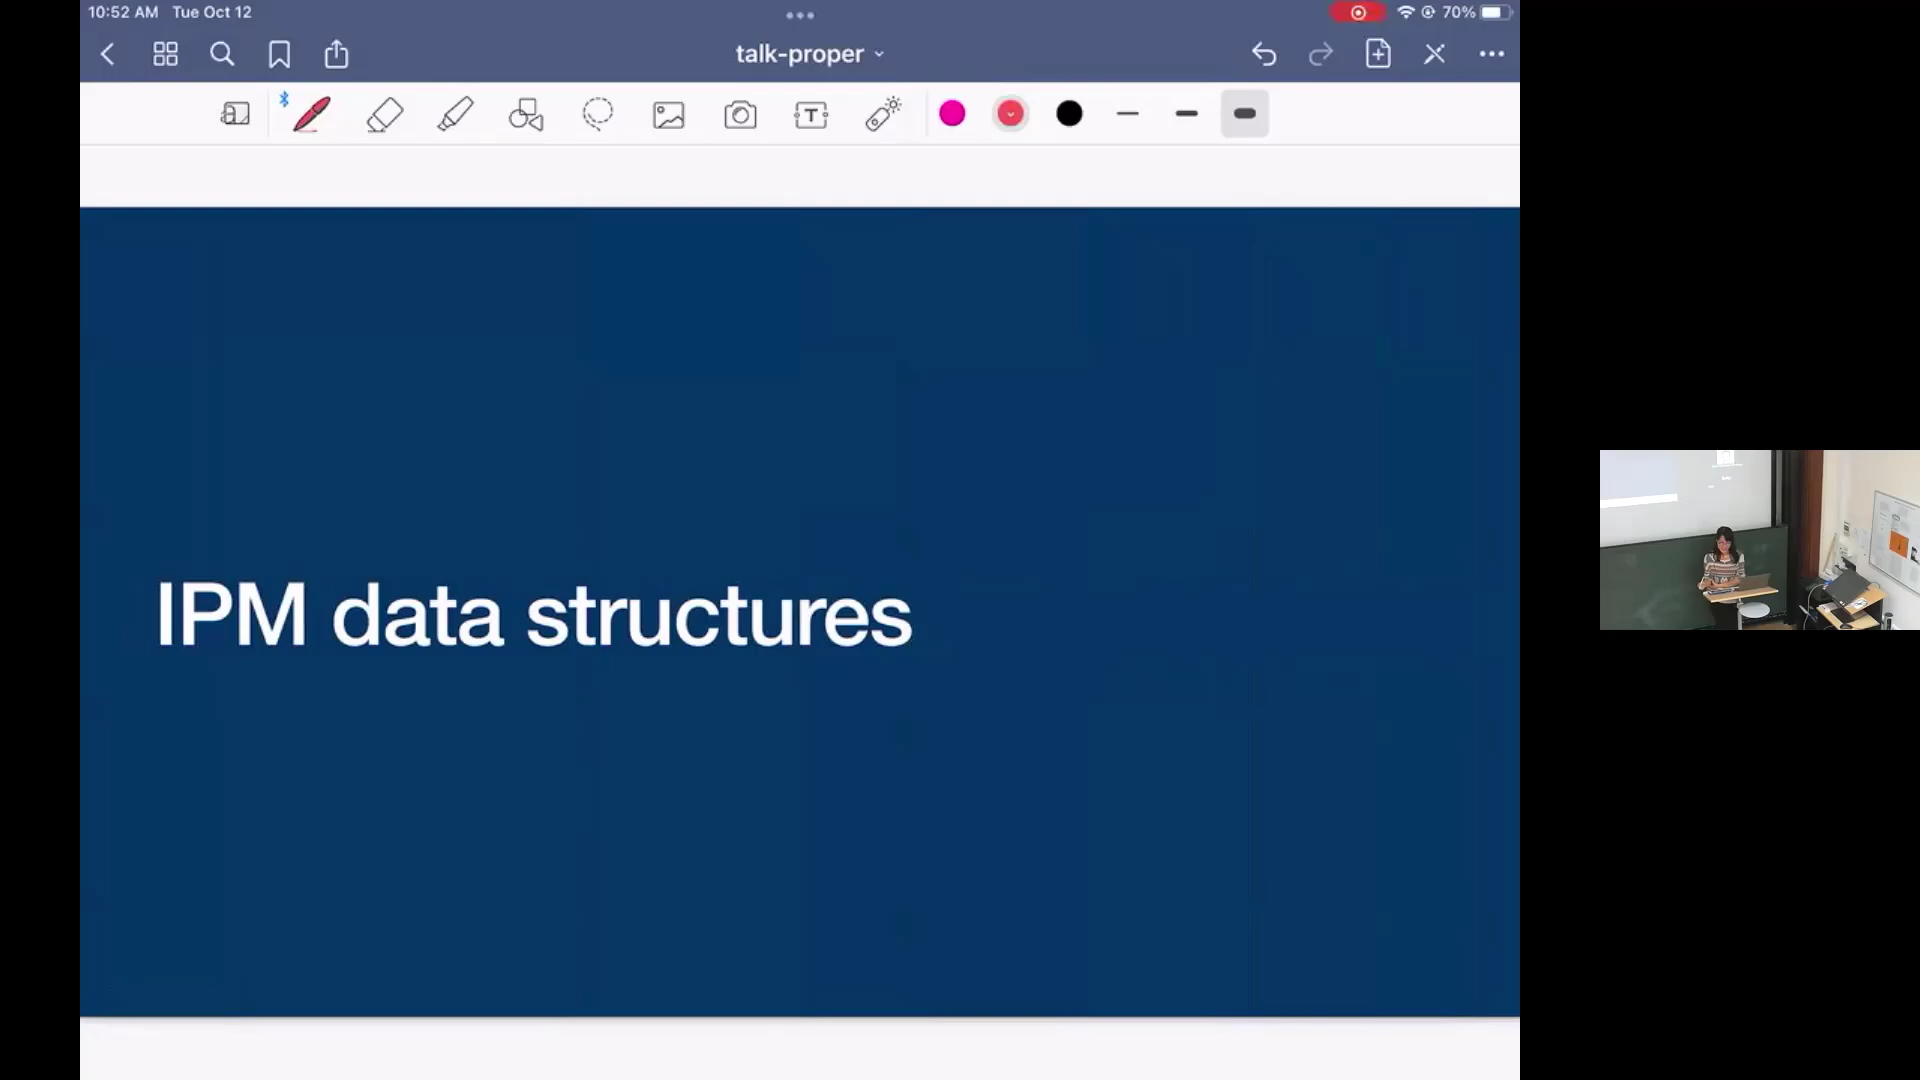 10:52 AM Tue Oct 12
70%
talk-proper
T
IPM data structures